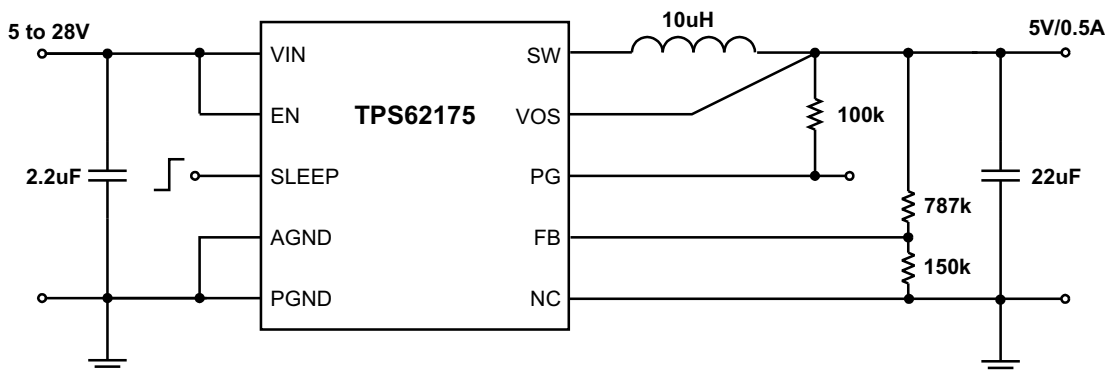 5 to 28V
10uH
5V/0.5A
VIN
SW
EN
TPS62175
VOS
100k
2.2uF
SLEEP
PG
22uF
787k
AGND
FB
150k
PGND
NC